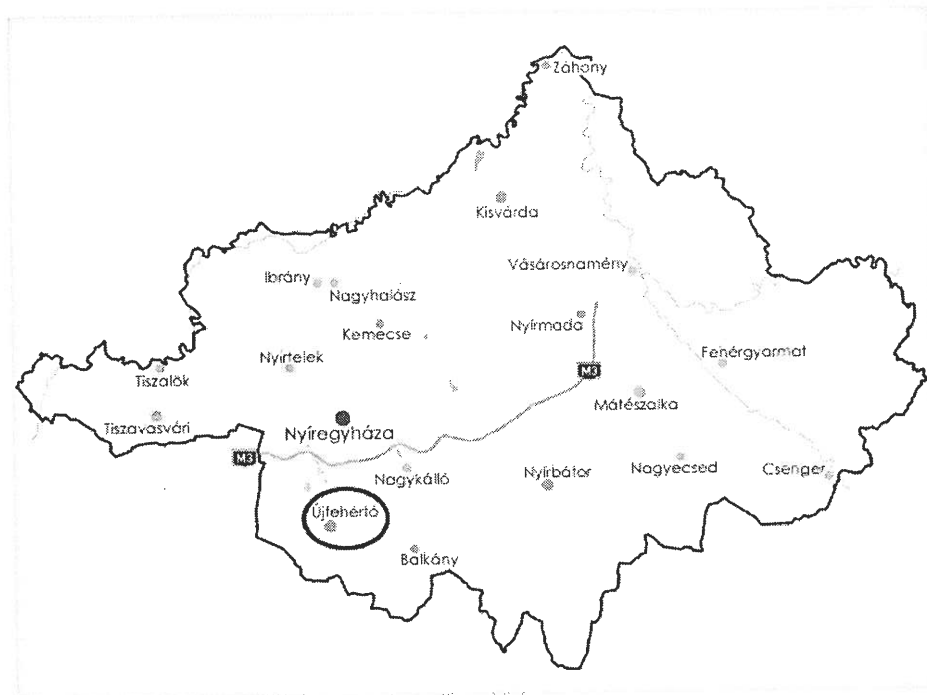 Záhony
Kisvárda
Vásárosnamény
Ibrány
Nagyhalász
Nyírmada
Kemecse
Fehérgyarmat
Nyírtelek
Tiszalök
M3
Mátészalka
Tiszavasvári
Nyíregyháza
M3
Nagykálló
Nyírbátor
Nagyecsed
Csenger
Újfehértó
Balkány